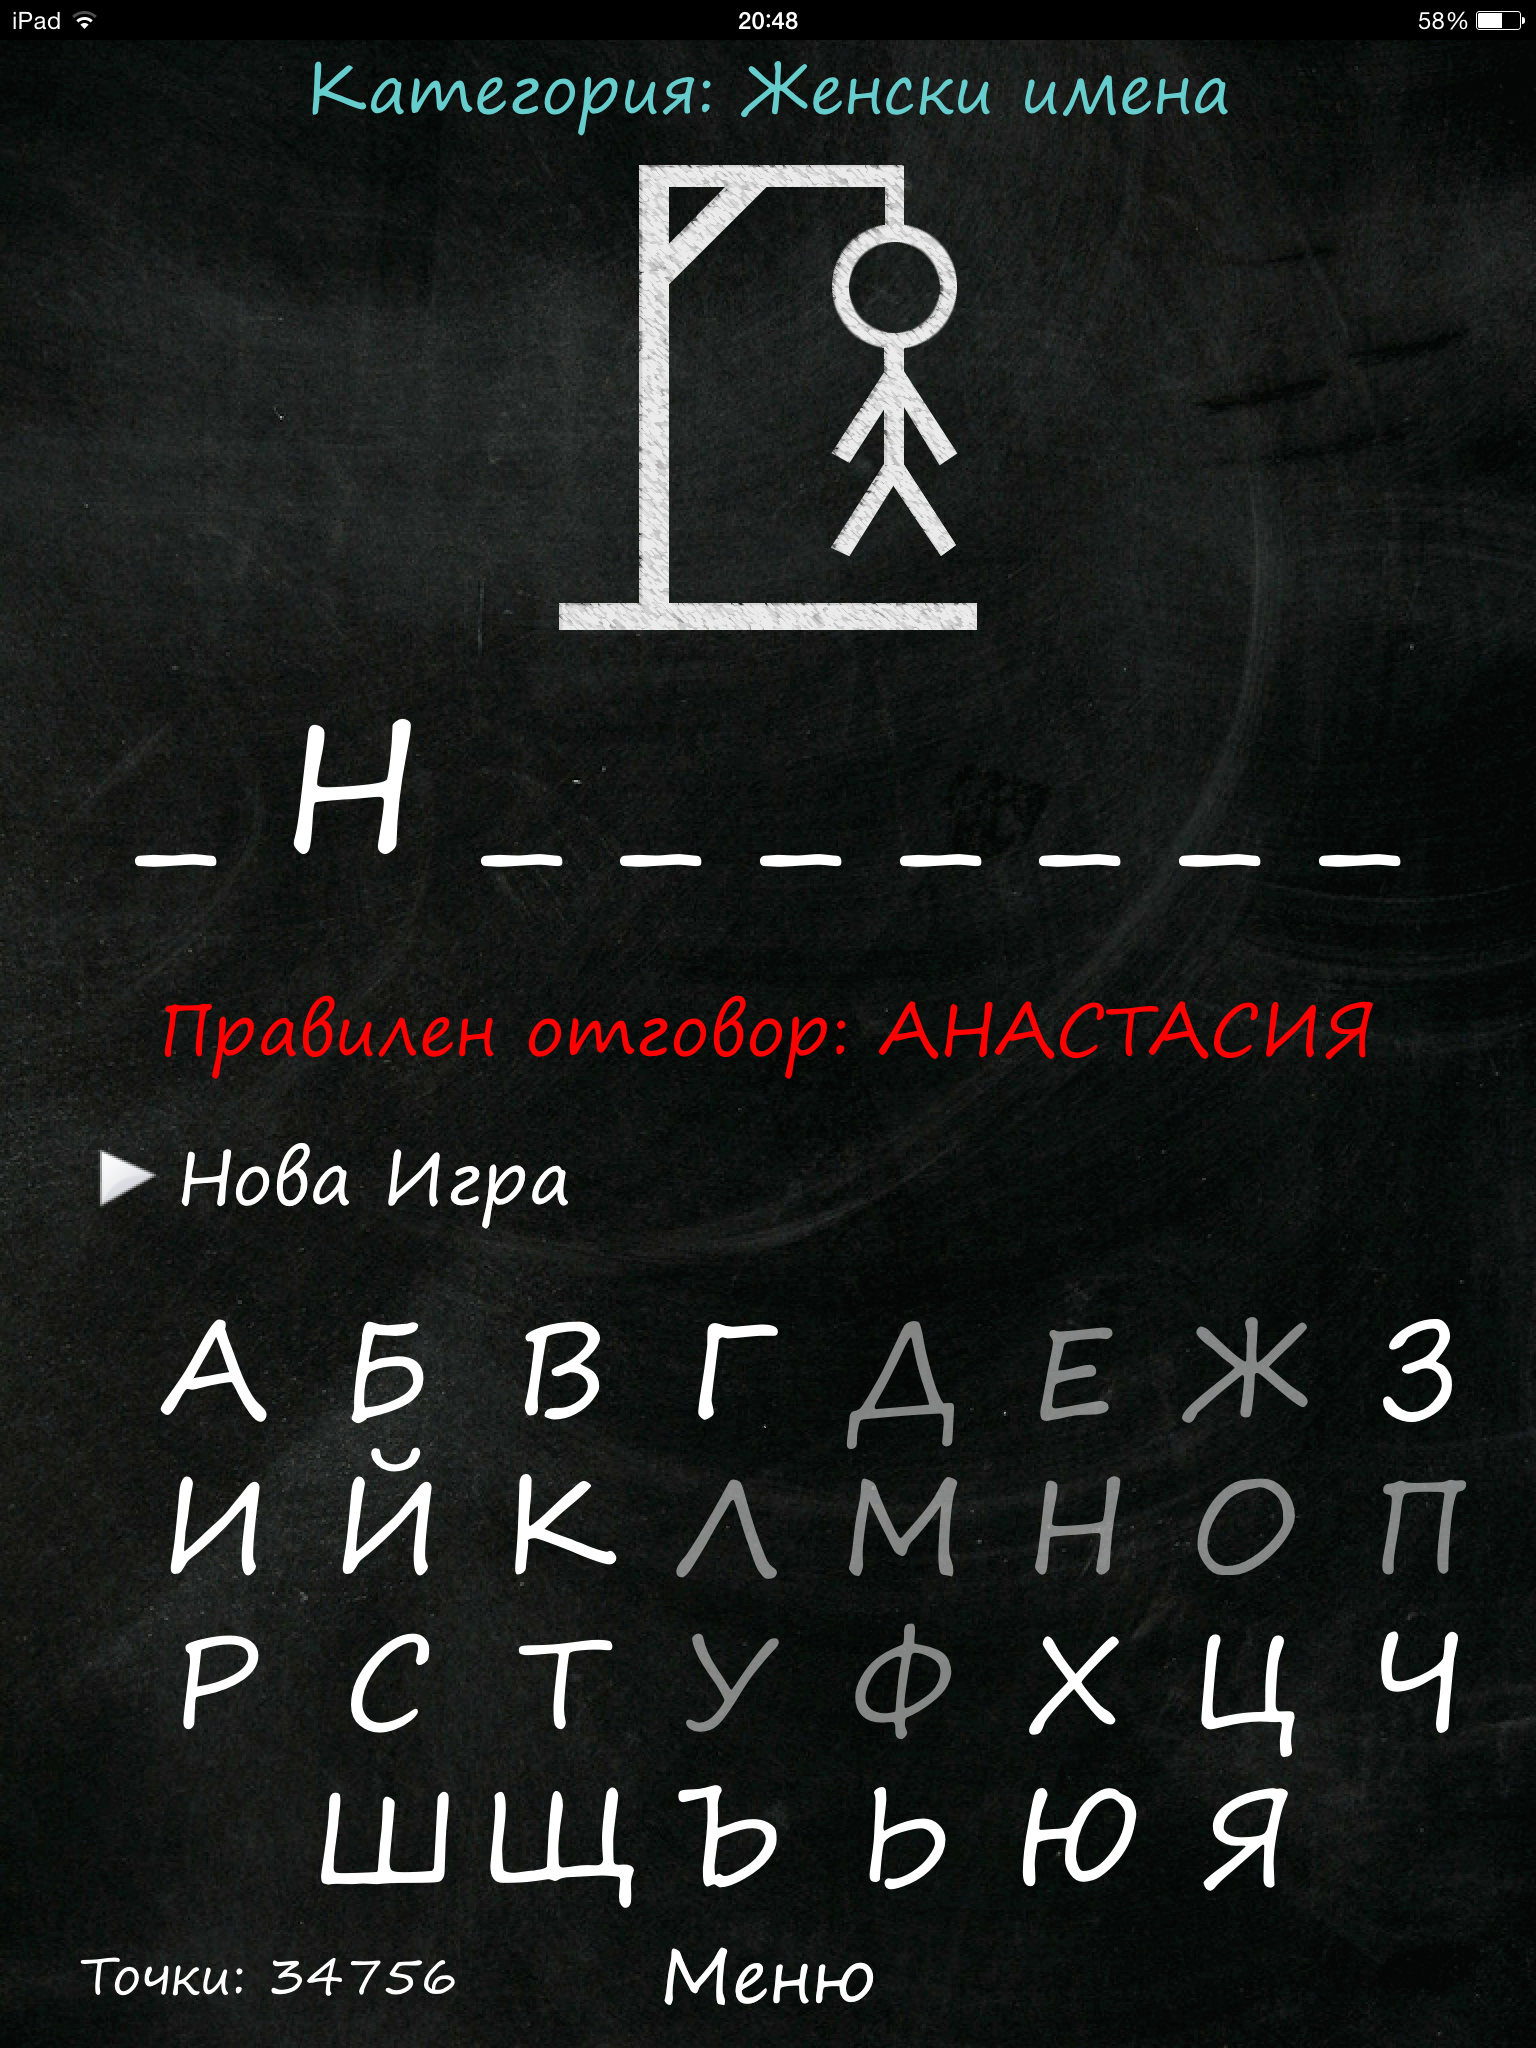 iPad 20:48 58%
Категория: Женски имена
_ Н _ _ _ _ _ _ _
Правилен отговор: АНАСТАСИЯ
Нова Игра
А Б В Г Д Е Ж З
И Й К Л М Н О П
Р С Т У Ф Х Ц Ч
Ш Щ Ъ Ь Ю Я
Точки: 34756 Меню